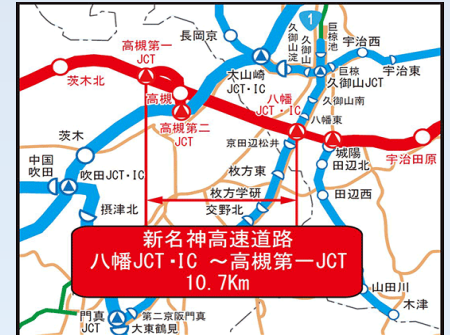 1
高槻第一
JCT
長岡京
久御山淀
久御山
巨椋池
宇治西
茨木北
大山崎
JCT・IC
巨椋
久御山JCT
宇治東
高槻
八幡
JCT・IC
久御山南
八幡東
高槻第二
JCT
茨木
京田辺松井
城陽
田辺北
宇治田原
中国
吹田
吹田JCT・IC
枚方東
枚方学研
田辺西
摂津北
交野北
新名神高速道路
八幡JCT・IC ～高槻第一JCT
10.7Km
山田川
木津
門真
JCT
第二京阪門真
大東鶴見